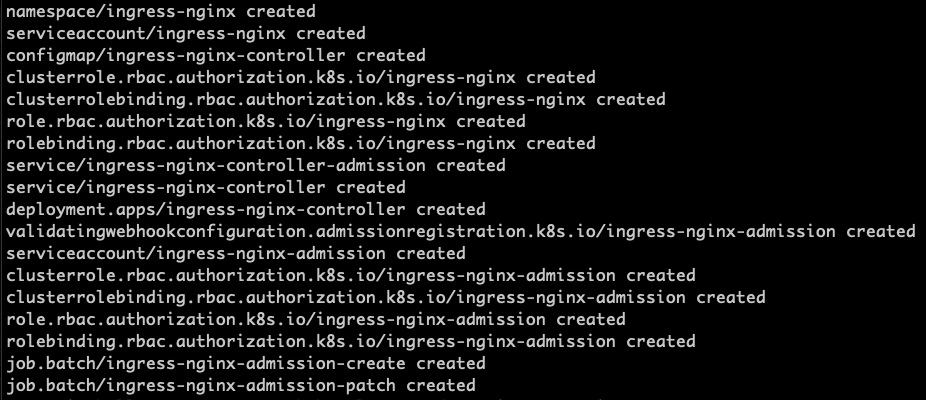 namespace/ingress-nginx created
serviceaccount/ingress-nginx created
configmap/ingress-nginx-controller created
clusterrole.rbac.authorization.k8s.io/ingress-nginx created
clusterrolebinding.rbac.authorization.k8s.io/ingress-nginx created
role.rbac.authorization.k8s.io/ingress-nginx created
rolebinding.rbac.authorization.k8s.io/ingress-nginx created
service/ingress-nginx-controller-admission created
service/ingress-nginx-controller created
deployment.apps/ingress-nginx-controller created
validatingwebhookconfiguration.admissionregistration.k8s.io/ingress-nginx-admission created
serviceaccount/ingress-nginx-admission created
clusterrole.rbac.authorization.k8s.io/ingress-nginx-admission created
clusterrolebinding.rbac.authorization.k8s.io/ingress-nginx-admission created
role.rbac.authorization.k8s.io/ingress-nginx-admission created
rolebinding.rbac.authorization.k8s.io/ingress-nginx-admission created
job.batch/ingress-nginx-admission-create created
job.batch/ingress-nginx-admission-patch created